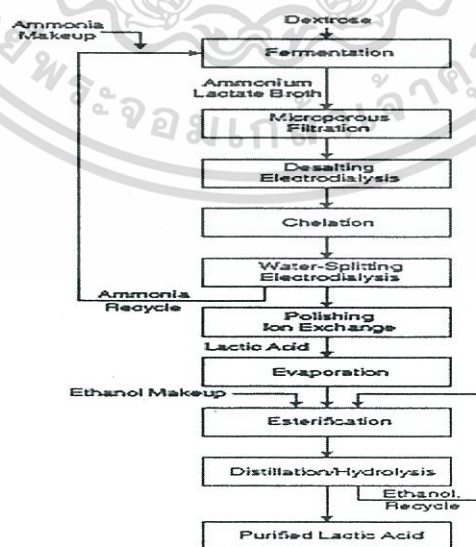 Ammonia
Makeup
Dextrose
Fermentation
Ammonium
Lactate Broth
Microporous
Filtration
Desalting
Electrodialysis
Chelation
Water-Splitting
Electrodialysis
Ammonia
Recycle
Polishing
Ion Exchange
Lactic Acid
Evaporation
Ethanol Makeup
Esterification
Distillation/Hydrolysis
Ethanol.
Recycle
Purified Lactic Acid